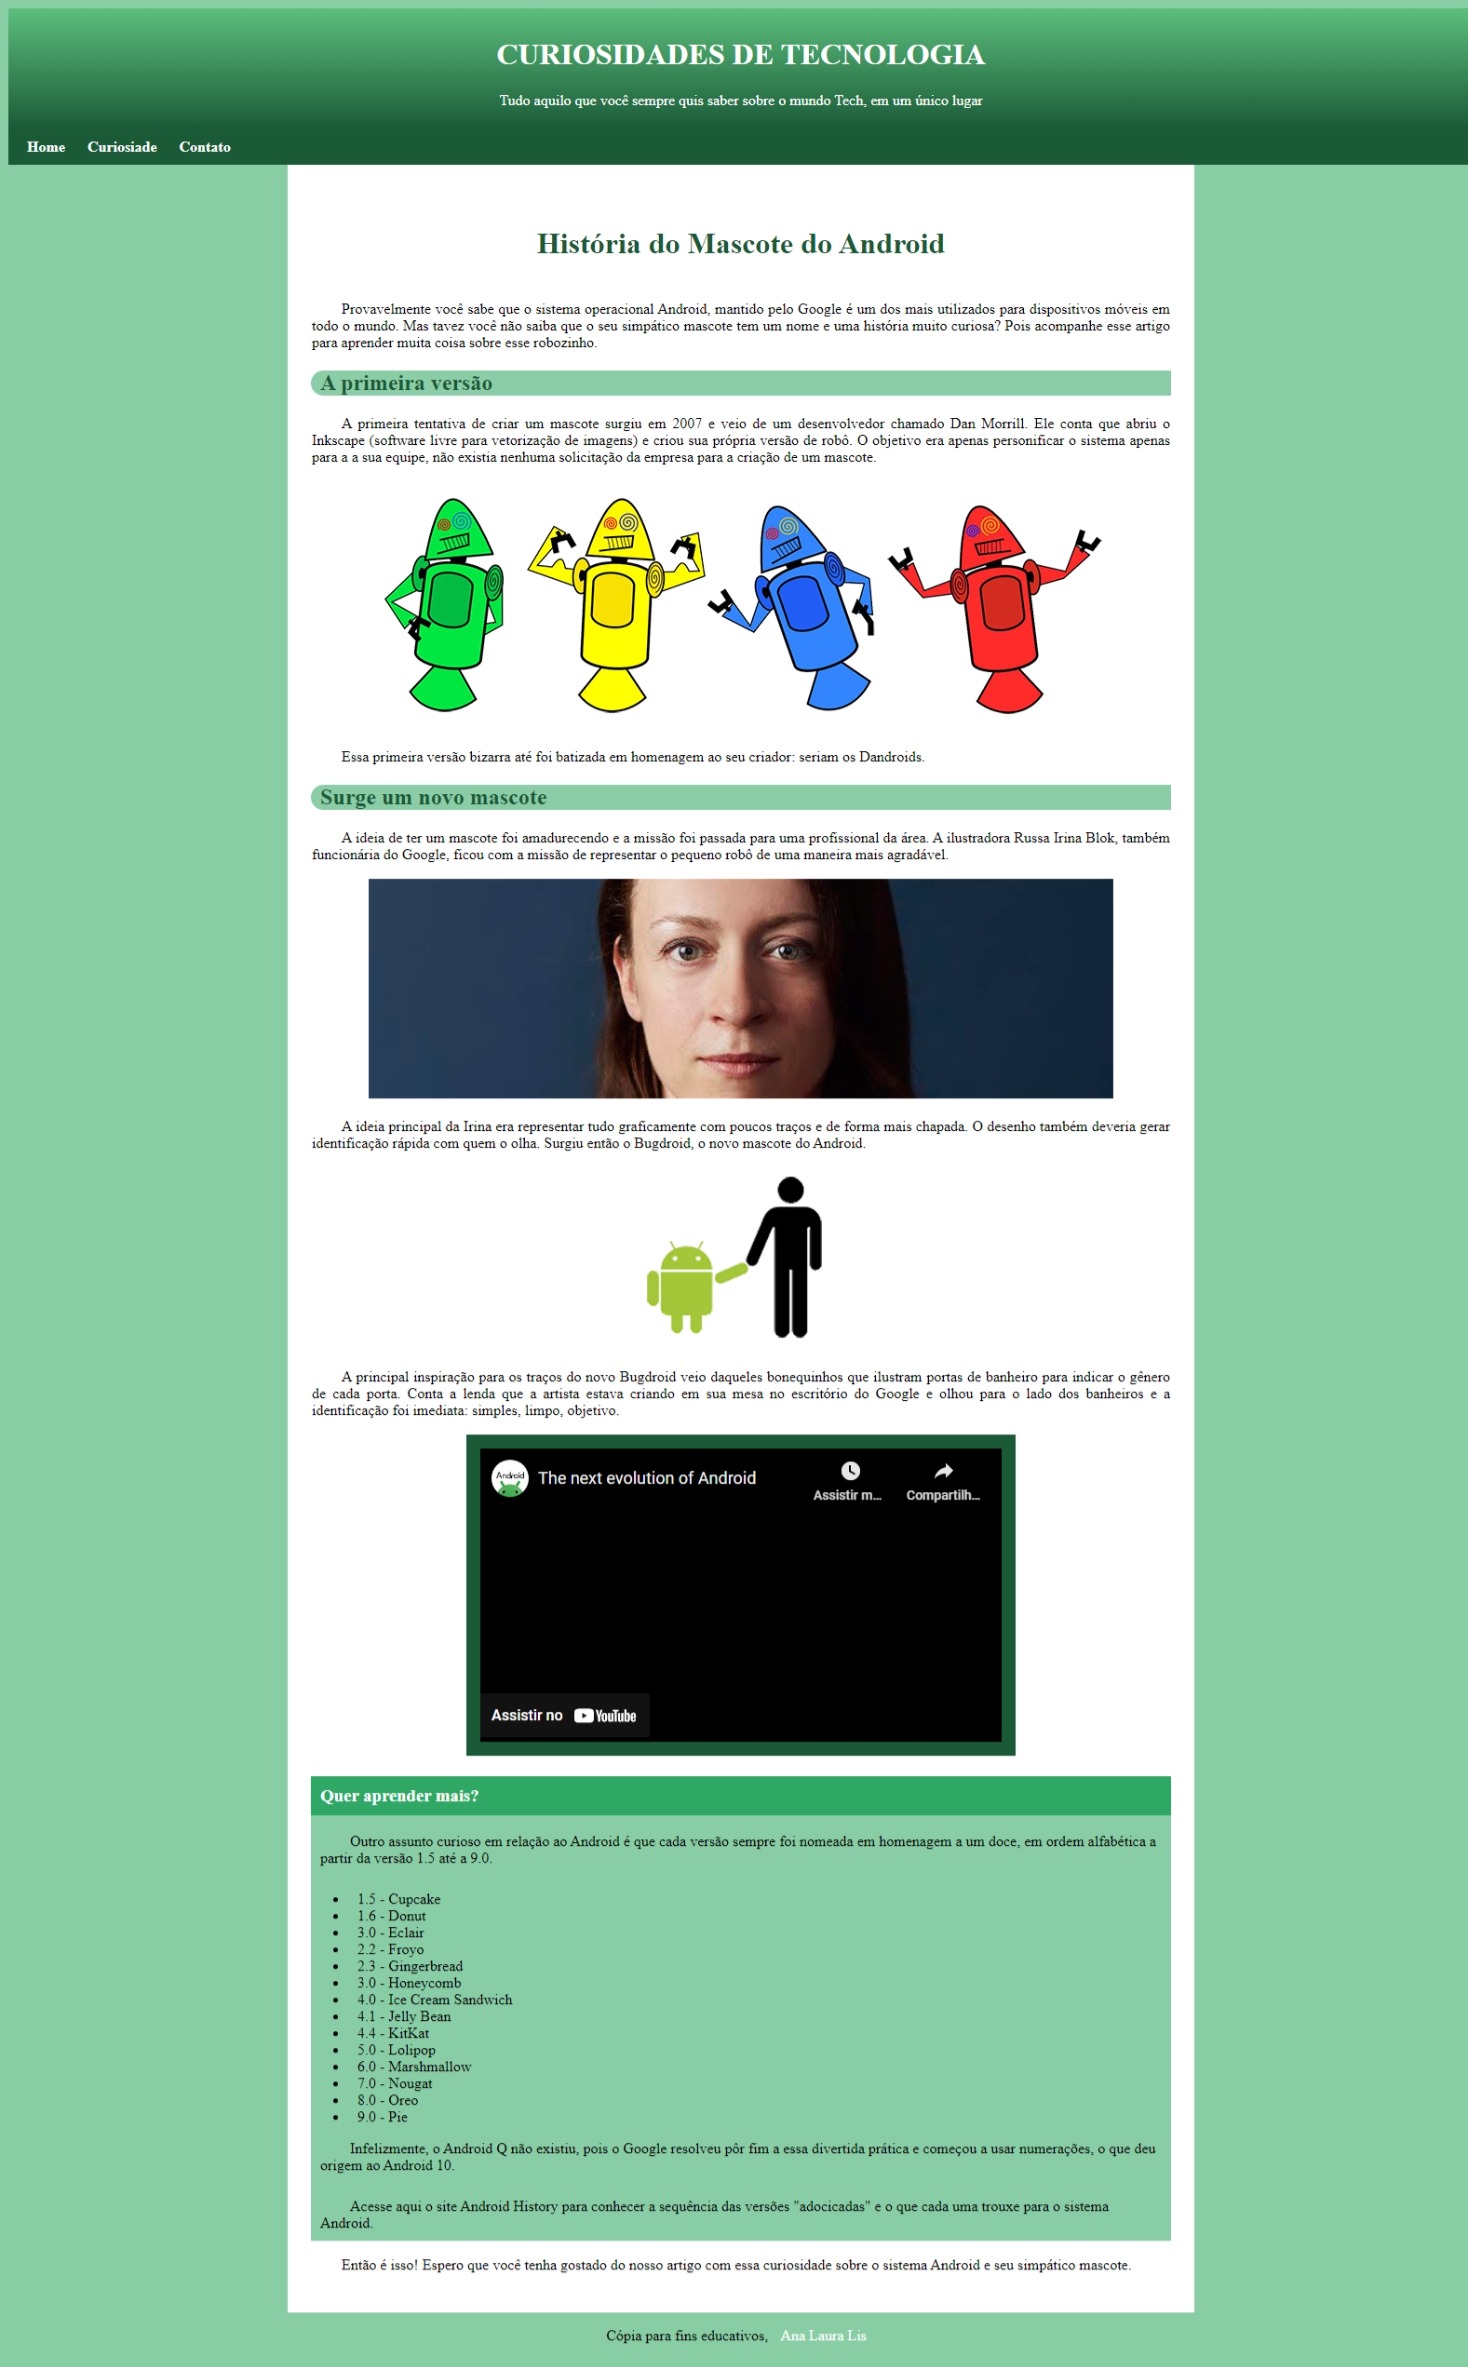 CURIOSIDADES DE TECNOLOGIA
Tudo aquilo que você sempre quis saber sobre o mundo Tech, em um único lugar
Home Curiosiade Contato
História do Mascote do Android
Provavelmente você sabe que o sistema operacional Android, mantido pelo Google é um dos mais utilizados para dispositivos móveis em
todo o mundo. Mas tavez você não saiba que o seu simpático mascote tem um nome e uma história muito curiosa? Pois acompanhe esse artigo
para aprender muita coisa sobre esse robozinho.
A primeira versão
A primeira tentativa de criar um mascote surgiu em 2007 e veio de um desenvolvedor chamado Dan Morrill. Ele conta que abriu o
Inkscape (software livre para vetorização de imagens) e criou sua própria versão de robô. O objetivo era apenas personificar o sistema apenas
para a a sua equipe, não existia nenhuma solicitação da empresa para a criação de um mascote.
Essa primeira versão bizarra até foi batizada em homenagem ao seu criador: seriam os Dandroids.
Surge um novo mascote
A ideia de ter um mascote foi amadurecendo e a missão foi passada para uma profissional da área. A ilustradora Russa Irina Blok, também
funcionária do Google, ficou com a missão de representar o pequeno robô de uma maneira mais agradável.
A ideia principal da Irina era representar tudo graficamente com poucos traços e de forma mais chapada. O desenho também deveria gerar
identificação rápida com quem o olha. Surgiu então o Bugdroid, o novo mascote do Android.
A principal inspiração para os traços do novo Bugdroid veio daqueles bonequinhos que ilustram portas de banheiro para indicar o gênero
de cada porta. Conta a lenda que a artista estava criando em sua mesa no escritório do Google e olhou para o lado dos banheiros e a
identificação foi imediata: simples, limpo, objetivo.
Android The next evolution of Android
Assistir m... Compartilh...
Assistir no YouTube
Quer aprender mais?
Outro assunto curioso em relação ao Android é que cada versão sempre foi nomeada em homenagem a um doce, em ordem alfabética a
partir da versão 1.5 até a 9.0.
• 1.5 - Cupcake
• 1.6 - Donut
• 3.0 - Eclair
• 2.2 - Froyo
• 2.3 - Gingerbread
• 3.0 - Honeycomb
• 4.0 - Ice Cream Sandwich
• 4.1 - Jelly Bean
• 4.4 - KitKat
• 5.0 - Lolipop
• 6.0 - Marshmallow
• 7.0 - Nougat
• 8.0 - Oreo
• 9.0 - Pie
Infelizmente, o Android Q não existiu, pois o Google resolveu pôr fim a essa divertida prática e começou a usar numerações, o que deu
origem ao Android 10.
Acesse aqui o site Android History para conhecer a sequência das versões "adocicadas" e o que cada uma trouxe para o sistema
Android.
Então é isso! Espero que você tenha gostado do nosso artigo com essa curiosidade sobre o sistema Android e seu simpático mascote.
Cópia para fins educativos, Ana Laura Lis